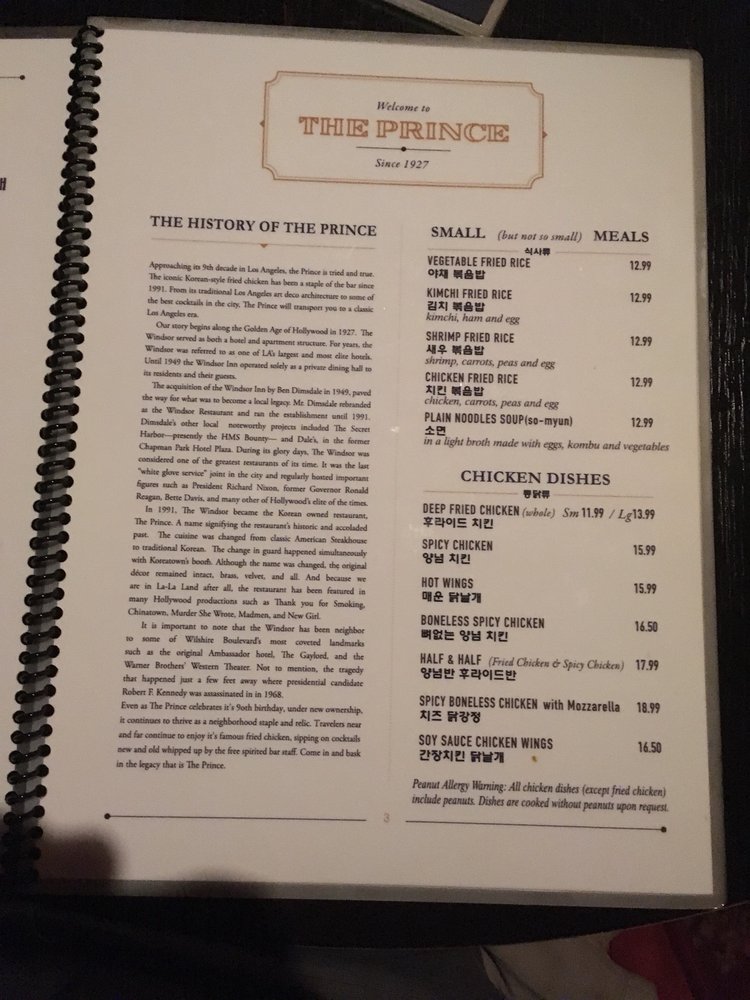 Welcome to
THE PRINCE
Since 1927
THE HISTORY OF THE PRINCE
Approaching its 9th decade in Los Angeles, the Prince is tried and true.
The iconic Korean-style fried chicken has been a staple of the bar since
1991. From its traditional Los Angeles art deco architecture to some of
the best cocktails in the city. The Prince will transport you to a classic
Los Angeles era.
Our story begins along the Golden Age of Hollywood in 1927. The
Windsor served as both a hotel and apartment structure. For years, the
Windsor was referred to as one of LA's largest and most elite hotels.
Until 1949 the Windsor Inn operated solely as a private dining hall to
its residents and their guests.
The acquisition of the Windsor Inn by Ben Dimsdale in 1949, paved
the way for what was to become a local legacy. Mr. Dimsdale rebranded
as the Windsor Restaurant and ran the establishment until 1991.
Dimsdale's other local noteworthy projects included The Secret
Harbor—presently the HMS Bounty— and Dale's, in the former
Chapman Park Hotel Plaza. During its glory days, The Windsor was
considered one of the greatest restaurants of its time. It was the last
"white glove service" joints in the city and regularly hosted important
figures such as President Richard Nixon, former Governor Ronald
Reagan, Bette Davis, and many other of Hollywood's elite of the times.
In 1991, The Windsor became the Korean owned restaurant,
The Prince. A name signifying the restaurant's historic and accoladed
past. The cuisine was changed from classic American Steakhouse
to traditional Korean. The change in guard happened simultaneously
with Koreatown's booth. Although the name was changed, the original
décor remained intact, brass, velvet, and all. And because we
are in La-La Land after all, the restaurant has been featured in
many Hollywood productions such as Thank you for Smoking,
Chinatown, Murder She Wrote, Madmen, and New Girl.
It is important to note that the Windsor has been neighbor
to some of Wilshire Boulevard's most coveted landmarks
such as the original Ambassador hotel, The Gaylord, and the
Warner Brothers' Western Theater. Not to mention, the tragedy
that happened just a few feet away where presidential candidate
Robert F. Kennedy was assassinated in in 1968.
Even as The Prince celebrates it's 90th birthday, under new ownership,
it continues to thrive as a neighborhood staple and relic. Travelers near
and far continue to enjoy it's famous fried chicken, sipping on cocktails
new and old whipped up by the free spirited bar staff. Come in and bask
in the legacy that is The Prince.
SMALL (but not so small) MEALS
식사류
VEGETABLE FRIED RICE 12.99
야채 볶음밥
KIMCHI FRIED RICE 12.99
김치 볶음밥
kimchi, ham and egg
SHRIMP FRIED RICE 12.99
새우 볶음밥
shrimp, carrots, peas and egg
CHICKEN FRIED RICE 12.99
치킨 볶음밥
chicken, carrots, peas and egg
PLAIN NOODLES SOUP(so-myun) 12.99
소면
in a light broth made with eggs, kombu and vegetables
CHICKEN DISHES
통닭류
DEEP FRIED CHICKEN (whole) Sm 11.99 / Lg 13.99
후라이드 치킨
SPICY CHICKEN 15.99
양념 치킨
HOT WINGS 15.99
매운 닭날개
BONELESS SPICY CHICKEN 16.50
뼈없는 양념 치킨
HALF & HALF (Fried Chicken & Spicy Chicken) 17.99
양념반 후라이드반
SPICY BONELESS CHICKEN with Mozzarella 18.99
치즈 닭강정
SOY SAUCE CHICKEN WINGS 16.50
간장치킨 닭날개
Peanut Allergy Warning: All chicken dishes (except fried chicken)
include peanuts. Dishes are cooked without peanuts upon request.
3